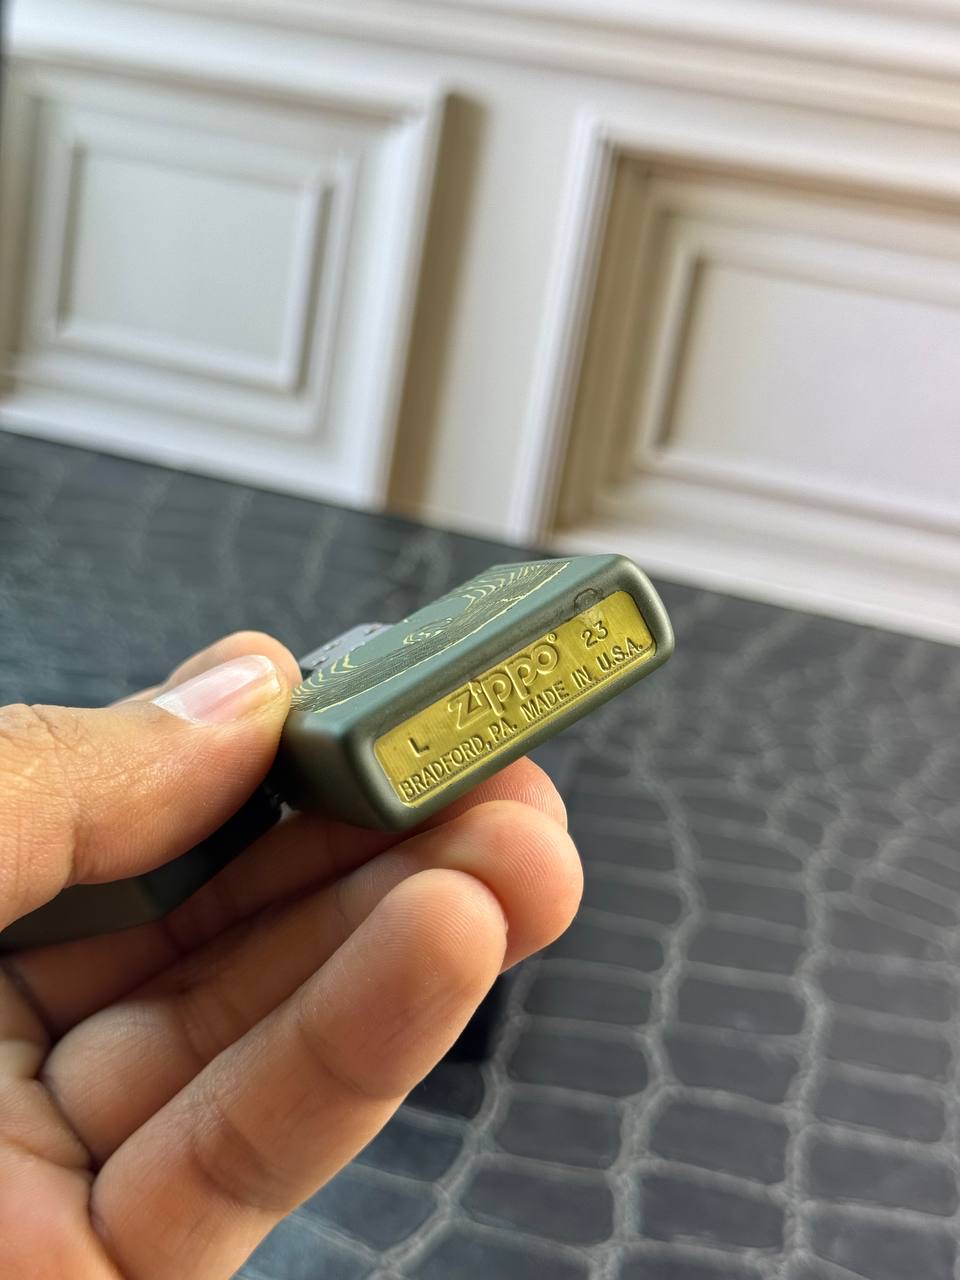 L zippo® 23
BRADFORD, PA. MADE IN U.S.A.